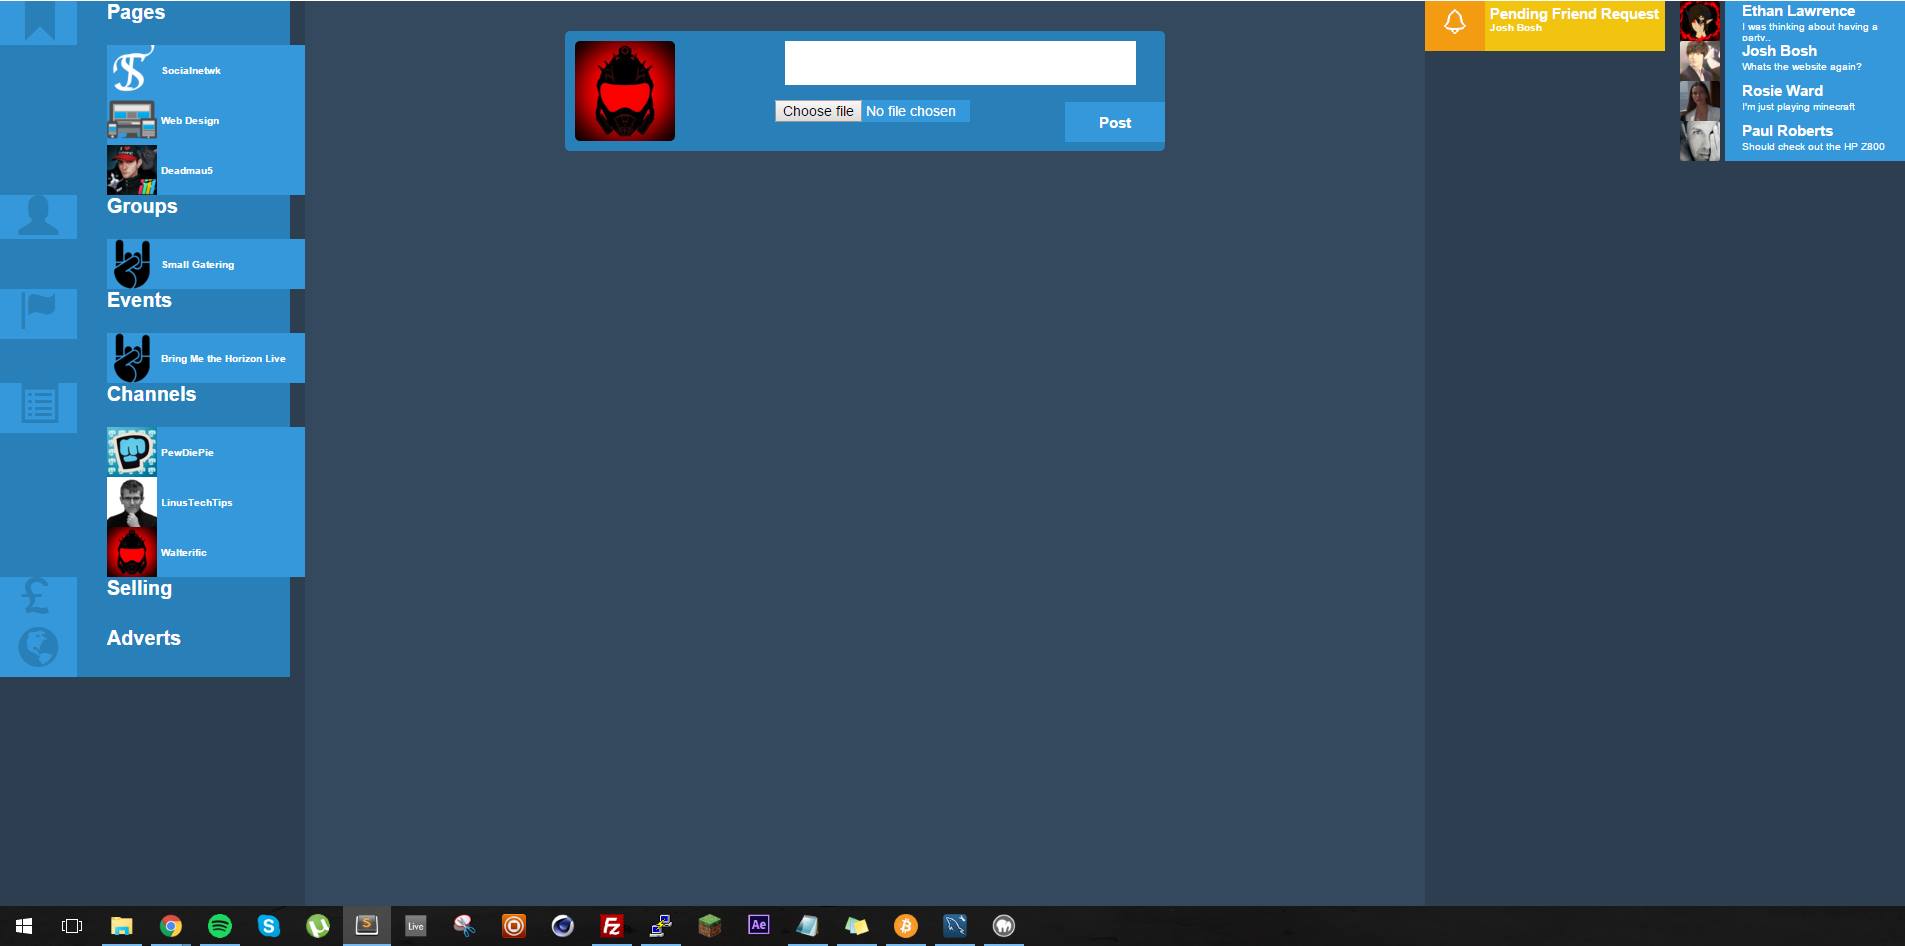 Pages
Socialnetwk
Web Design
Deadmau5
Groups
Small Gatering
Events
Bring Me the Horizon Live
Channels
PewDiePie
LinusTechTips
Walterific
Selling
£
Adverts
Choose file No file chosen
Post
Pending Friend Request
Josh Bosh
Ethan Lawrence
I was thinking about having a
party..
Josh Bosh
Whats the website again?
Rosie Ward
I'm just playing minecraft
Paul Roberts
Should check out the HP Z800
S
S
Live
Fz
Ae